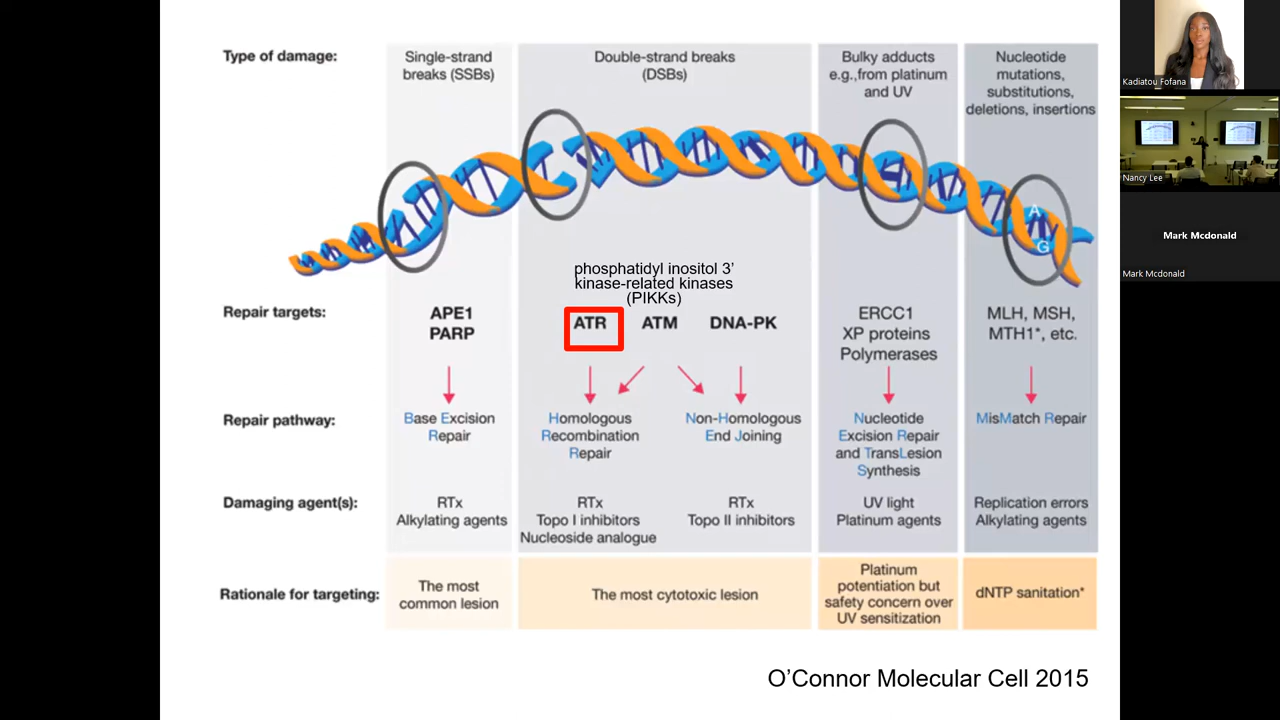 Type of damage:
Single-strand
breaks (SSBs)
Double-strand breaks
(DSBs)
Bulky adducts
e.g.,from platinum
and UV
Nucleotide
mutations,
substitutions,
deletions, insertions
A
G
phosphatidyl inositol 3’
kinase-related kinases
(PIKKs)
Repair targets:
APE1
PARP
ATR
ATM
DNA-PK
ERCC1
XP proteins
Polymerases
MLH, MSH,
MTH1*, etc.
Repair pathway:
Base Excision
Repair
Homologous
Recombination
Repair
Non-Homologous
End Joining
Nucleotide
Excision Repair
and TransLesion
Synthesis
MisMatch Repair
Damaging agent(s):
RTx
Alkylating agents
RTx
Topo I inhibitors
Nucleoside analogue
RTx
Topo II inhibitors
UV light
Platinum agents
Replication errors
Alkylating agents
Rationale for targeting:
The most
common lesion
The most cytotoxic lesion
Platinum
potentiation but
safety concern over
UV sensitization
dNTP sanitation*
O’Connor Molecular Cell 2015
Kadiatou Fofana
Nancy Lee
Mark Mcdonald
Mark Mcdonald